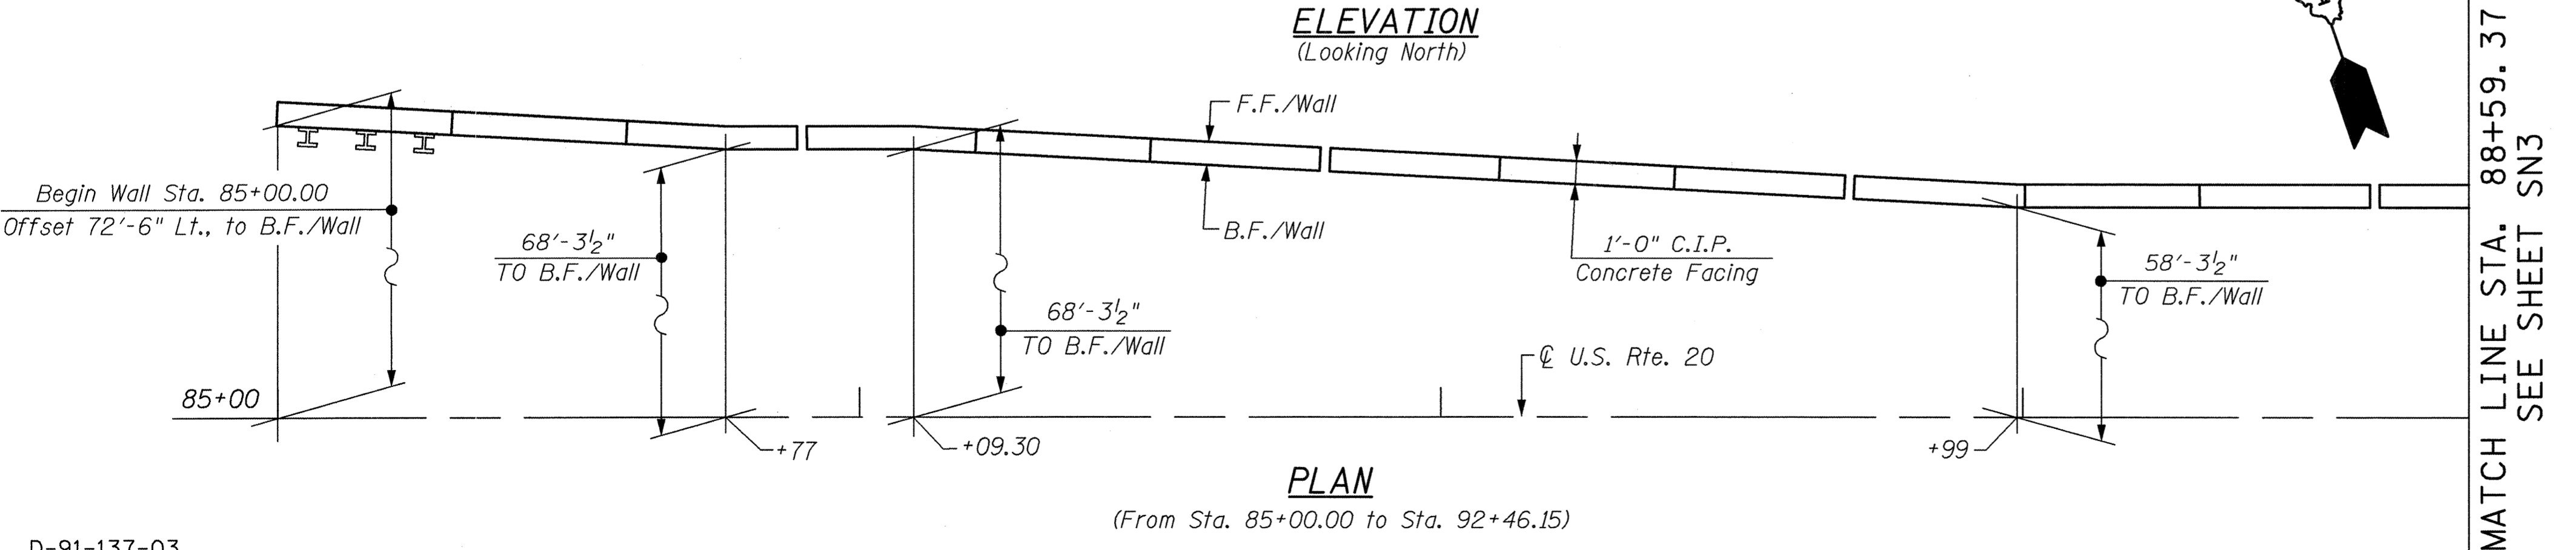 ELEVATION
(Looking North)
F.F./Wall
Begin Wall Sta. 85+00.00
Offset 72'-6" Lt., to B.F./Wall
68'-3½"
TO B.F./Wall
B.F./Wall
1'-0" C.I.P.
Concrete Facing
58'-3½"
TO B.F./Wall
68'-3½"
TO B.F./Wall
℄ U.S. Rte. 20
85+00
+77
+09.30
+99
PLAN
(From Sta. 85+00.00 to Sta. 92+46.15)
MATCH LINE STA. 88+59.37
SEE SHEET SN3
D-91-137-03